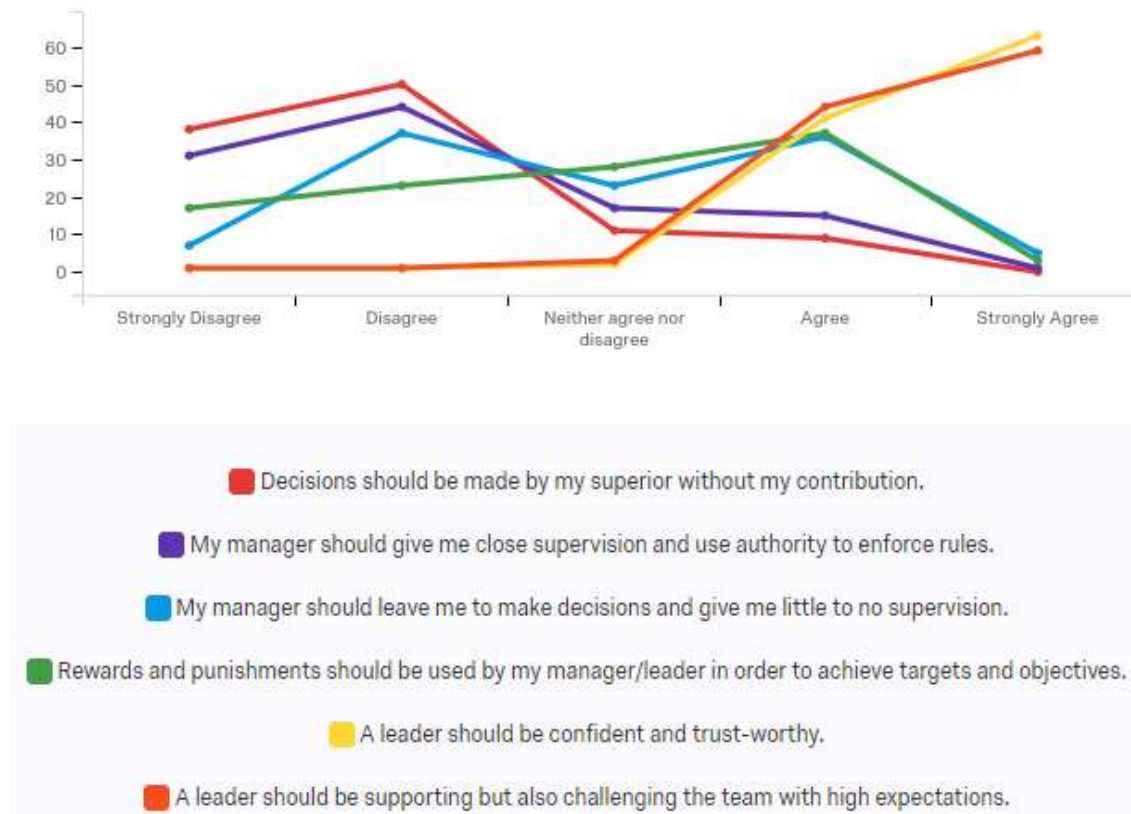 60
50
40
30
20
10
0
Strongly Disagree
Disagree
Neither agree nor
disagree
Agree
Strongly Agree
Decisions should be made by my superior without my contribution.
My manager should give me close supervision and use authority to enforce rules.
My manager should leave me to make decisions and give me little to no supervision.
Rewards and punishments should be used by my manager/leader in order to achieve targets and objectives.
A leader should be confident and trust-worthy.
A leader should be supporting but also challenging the team with high expectations.